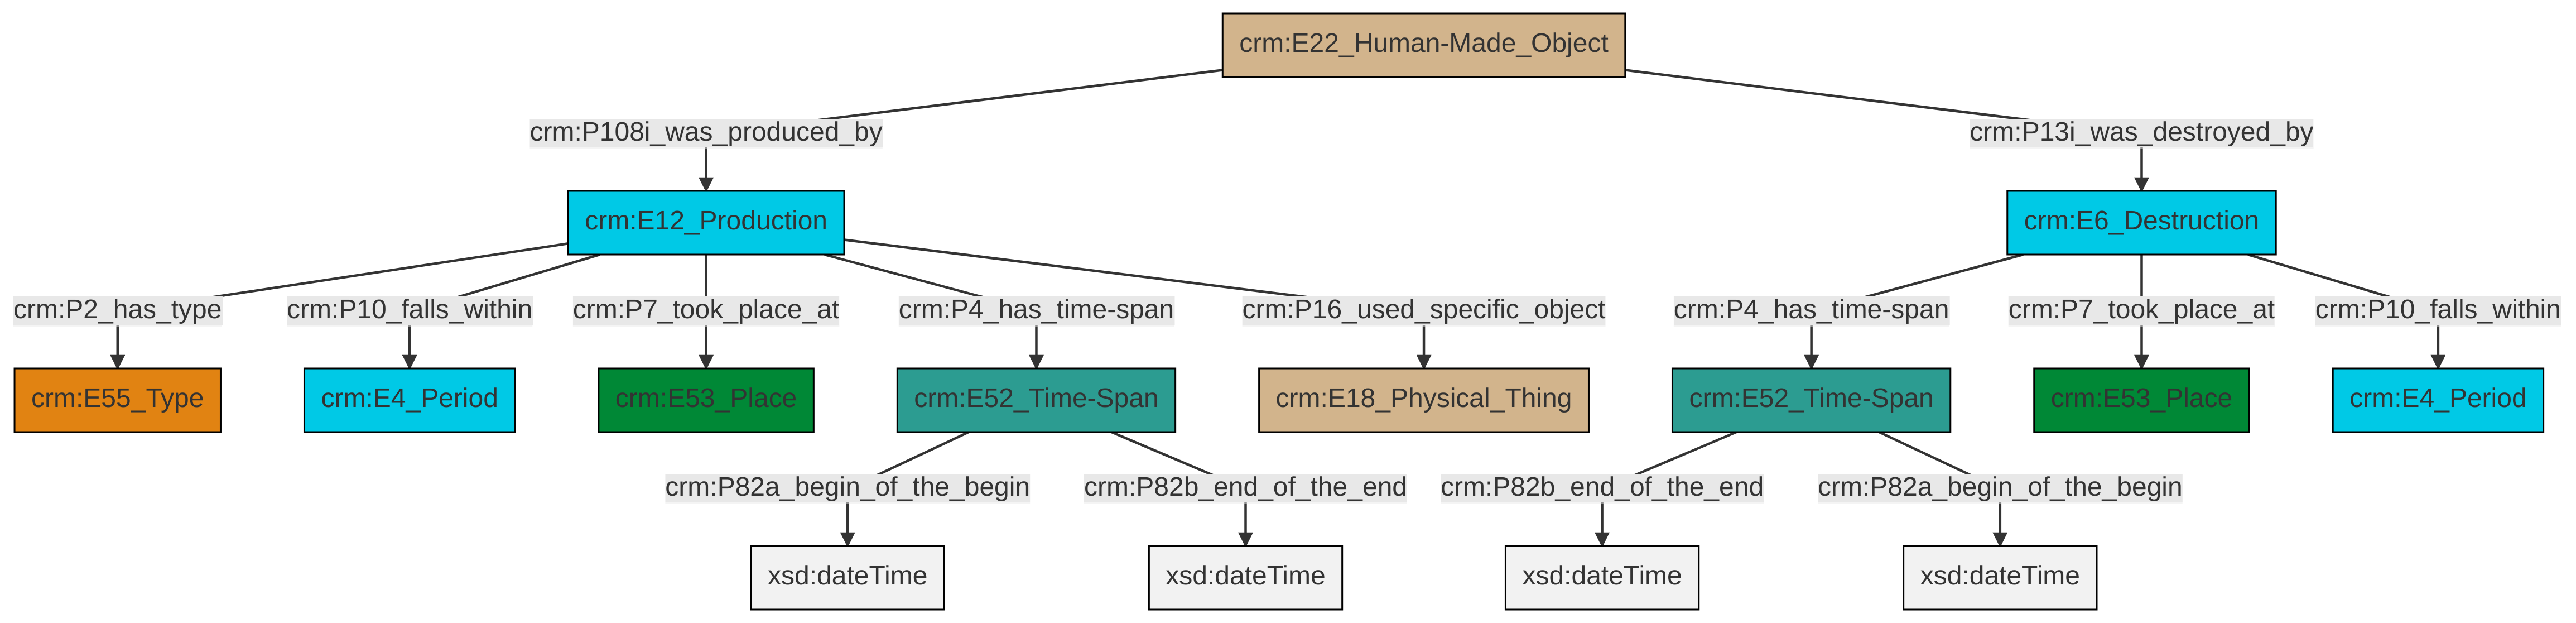 crm:E22_Human-Made_Object
crm:P108i_was_produced_by
crm:P13i_was_destroyed_by
crm:E12_Production
crm:E6_Destruction
crm:P2_has_type
crm:P10_falls_within
crm:P7_took_place_at
crm:P4_has_time-span
crm:P16_used_specific_object
crm:P4_has_time-span
crm:P7_took_place_at
crm:P10_falls_within
crm:E55_Type
crm:E4_Period
crm:E53_Place
crm:E52_Time-Span
crm:E18_Physical_Thing
crm:E52_Time-Span
crm:E53_Place
crm:E4_Period
crm:P82a_begin_of_the_begin
crm:P82b_end_of_the_end
crm:P82b_end_of_the_end
crm:P82a_begin_of_the_begin
xsd:dateTime
xsd:dateTime
xsd:dateTime
xsd:dateTime